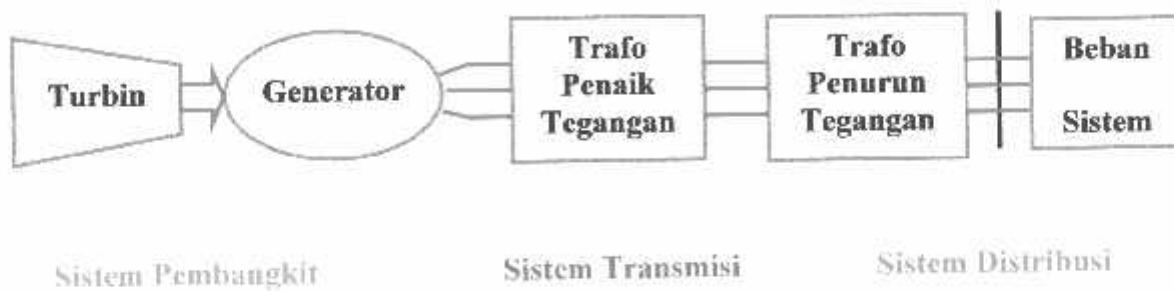 Turbin
Generator
Trafo
Penaik
Tegangan
Trafo
Penurun
Tegangan
Beban
Sistem
Sistem Pembangkit
Sistem Transmisi
Sistem Distribusi